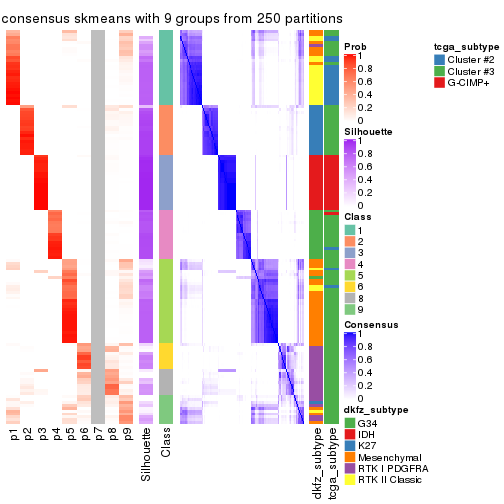 consensus skmeans with 9 groups from 250 partitions
p1
p2
p3
p4
p5
p6
p7
p8
p9
Silhouette
Class
dkfz_subtype
tcga_subtype
Prob
1
0.8
0.6
0.4
0.2
0
Silhouette
1
0.8
0.6
0.4
0.2
0
Class
1
2
3
4
5
6
8
9
Consensus
1
0.8
0.6
0.4
0.2
0
dkfz_subtype
G34
IDH
K27
Mesenchymal
RTK I PDGFRA
RTK II Classic
tcga_subtype
Cluster #2
Cluster #3
G-CIMP+